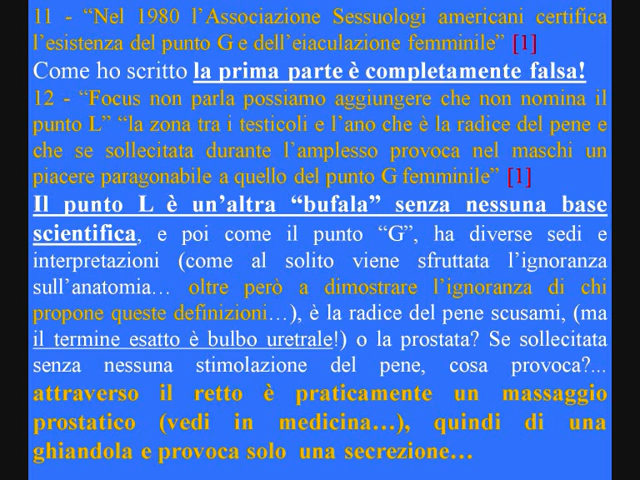 11 - “Nel 1980 l’Associazione Sessuologi americani certifica
l’esistenza del punto G e dell’eiaculazione femminile” [1]
Come ho scritto la prima parte è completamente falsa!
12 - “Focus non parla possiamo aggiungere che non nomina il
punto L” “la zona tra i testicoli e l’ano che è la radice del pene e
che se sollecitata durante l’amplesso provoca nel maschi un
piacere paragonabile a quello del punto G femminile” [1]
Il punto L è un’altra “bufala” senza nessuna base
scientifica, e poi come il punto “G”, ha diverse sedi e
interpretazioni (come al solito viene sfruttata l’ignoranza
sull’anatomia… oltre però a dimostrare l’ignoranza di chi
propone queste definizioni…), è la radice del pene scusami, (ma
il termine esatto è bulbo uretrale!) o la prostata? Se sollecitata
senza nessuna stimolazione del pene, cosa provoca?...
attraverso il retto è praticamente un massaggio
prostatico (vedi in medicina…), quindi di una
ghiandola e provoca solo una secrezione…